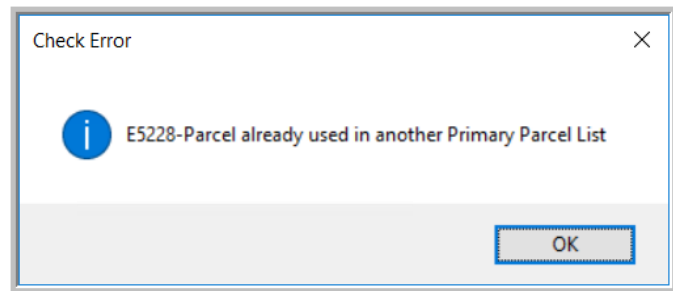 Check Error
E5228-Parcel already used in another Primary Parcel List
OK